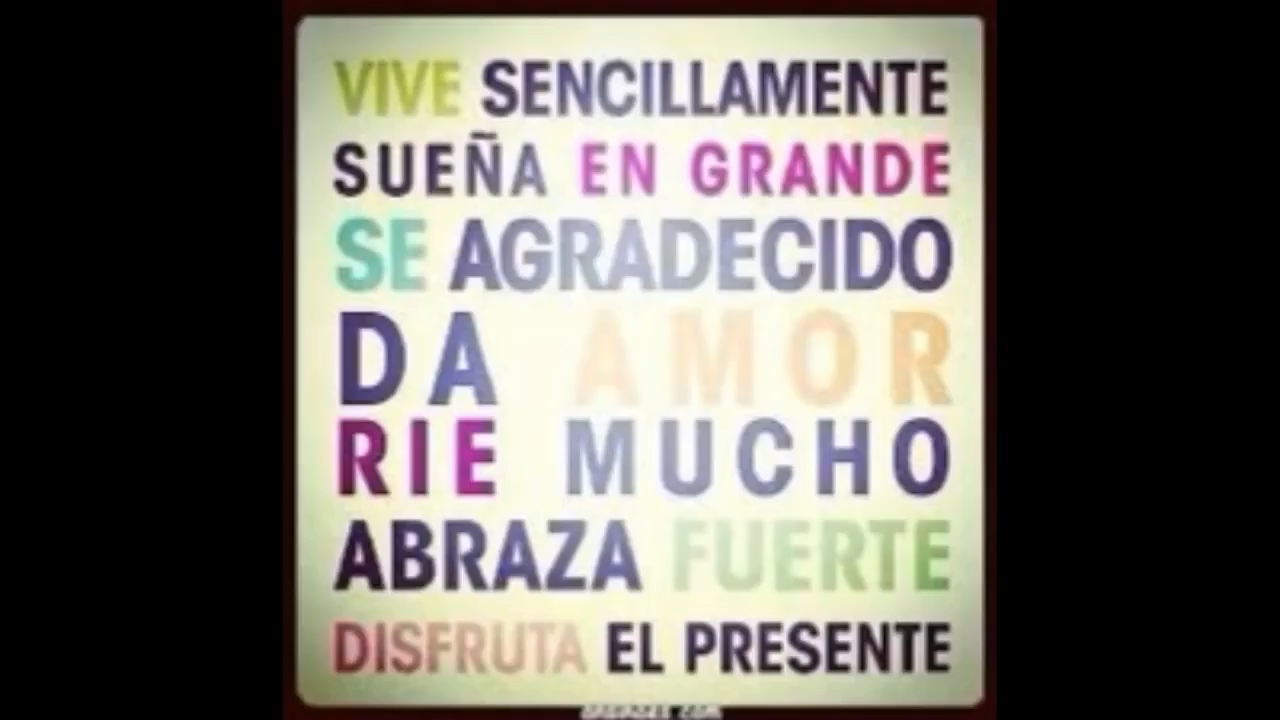 VIVE SENCILLAMENTE
SUEÑA EN GRANDE
SE AGRADECIDO
DA AMOR
RIE MUCHO
ABRAZA FUERTE
DISFRUTA EL PRESENTE